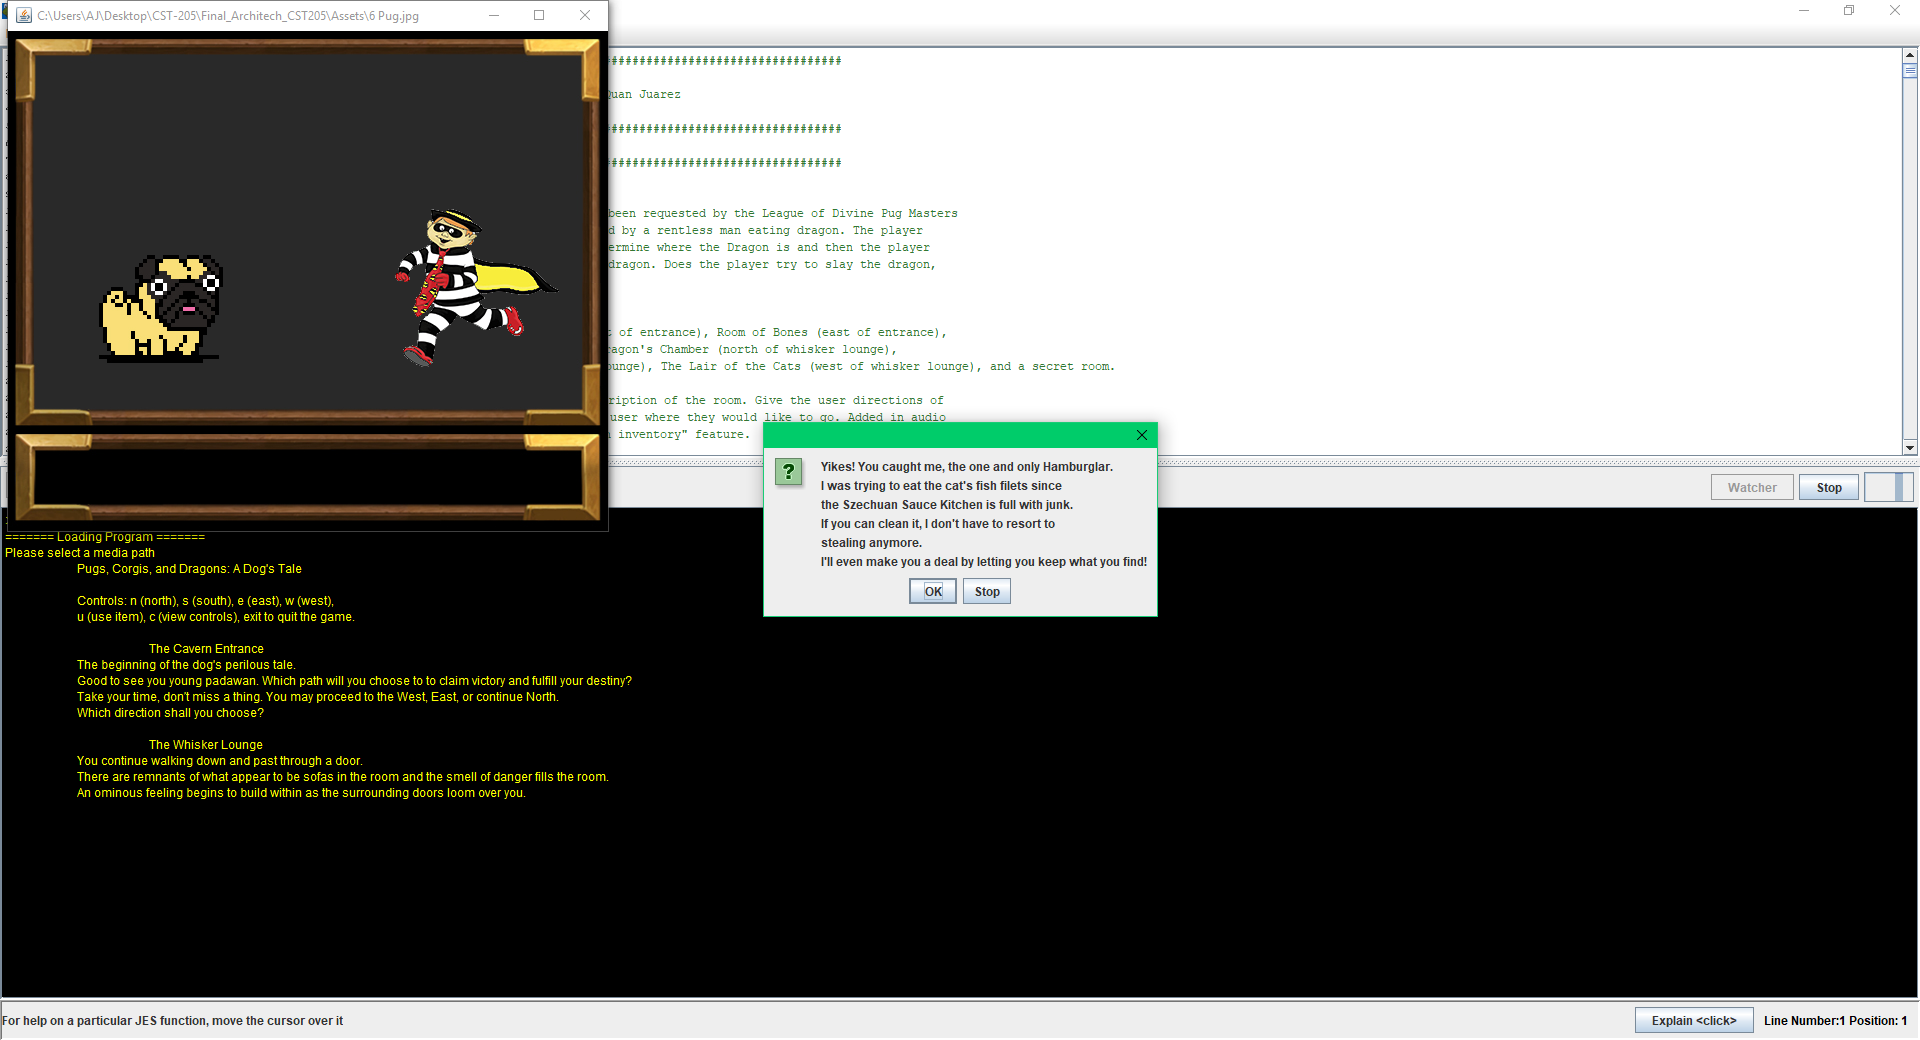 C:\Users\AJ\Desktop\CST-205\Final_Architech_CST205\Assets\6 Pug.jpg
##################################
Quan Juarez
##################################
##################################
been requested by the League of Divine Pug Masters
d by a rentless man eating dragon. The player
ermine where the Dragon is and then the player
dragon. Does the player try to slay the dragon,
t of entrance), Room of Bones (east of entrance),
ragon's Chamber (north of whisker lounge),
ounge), The Lair of the Cats (west of whisker lounge), and a secret room.
ription of the room. Give the user directions of
user where they would like to go. Added in audio
inventory" feature.
Yikes! You caught me, the one and only Hamburglar.
I was trying to eat the cat's fish filets since
the Szechuan Sauce Kitchen is full with junk.
If you can clean it, I don't have to resort to
stealing anymore.
I'll even make you a deal by letting you keep what you find!
OK Stop
Watcher Stop
======= Loading Program =======
Please select a media path
Pugs, Corgis, and Dragons: A Dog's Tale
Controls: n (north), s (south), e (east), w (west),
u (use item), c (view controls), exit to quit the game.
The Cavern Entrance
The beginning of the dog's perilous tale.
Good to see you young padawan. Which path will you choose to to claim victory and fulfill your destiny?
Take your time, don't miss a thing. You may proceed to the West, East, or continue North.
Which direction shall you choose?
The Whisker Lounge
You continue walking down and past through a door.
There are remnants of what appear to be sofas in the room and the smell of danger fills the room.
An ominous feeling begins to build within as the surrounding doors loom over you.
For help on a particular JES function, move the cursor over it
Explain <click> Line Number:1 Position: 1